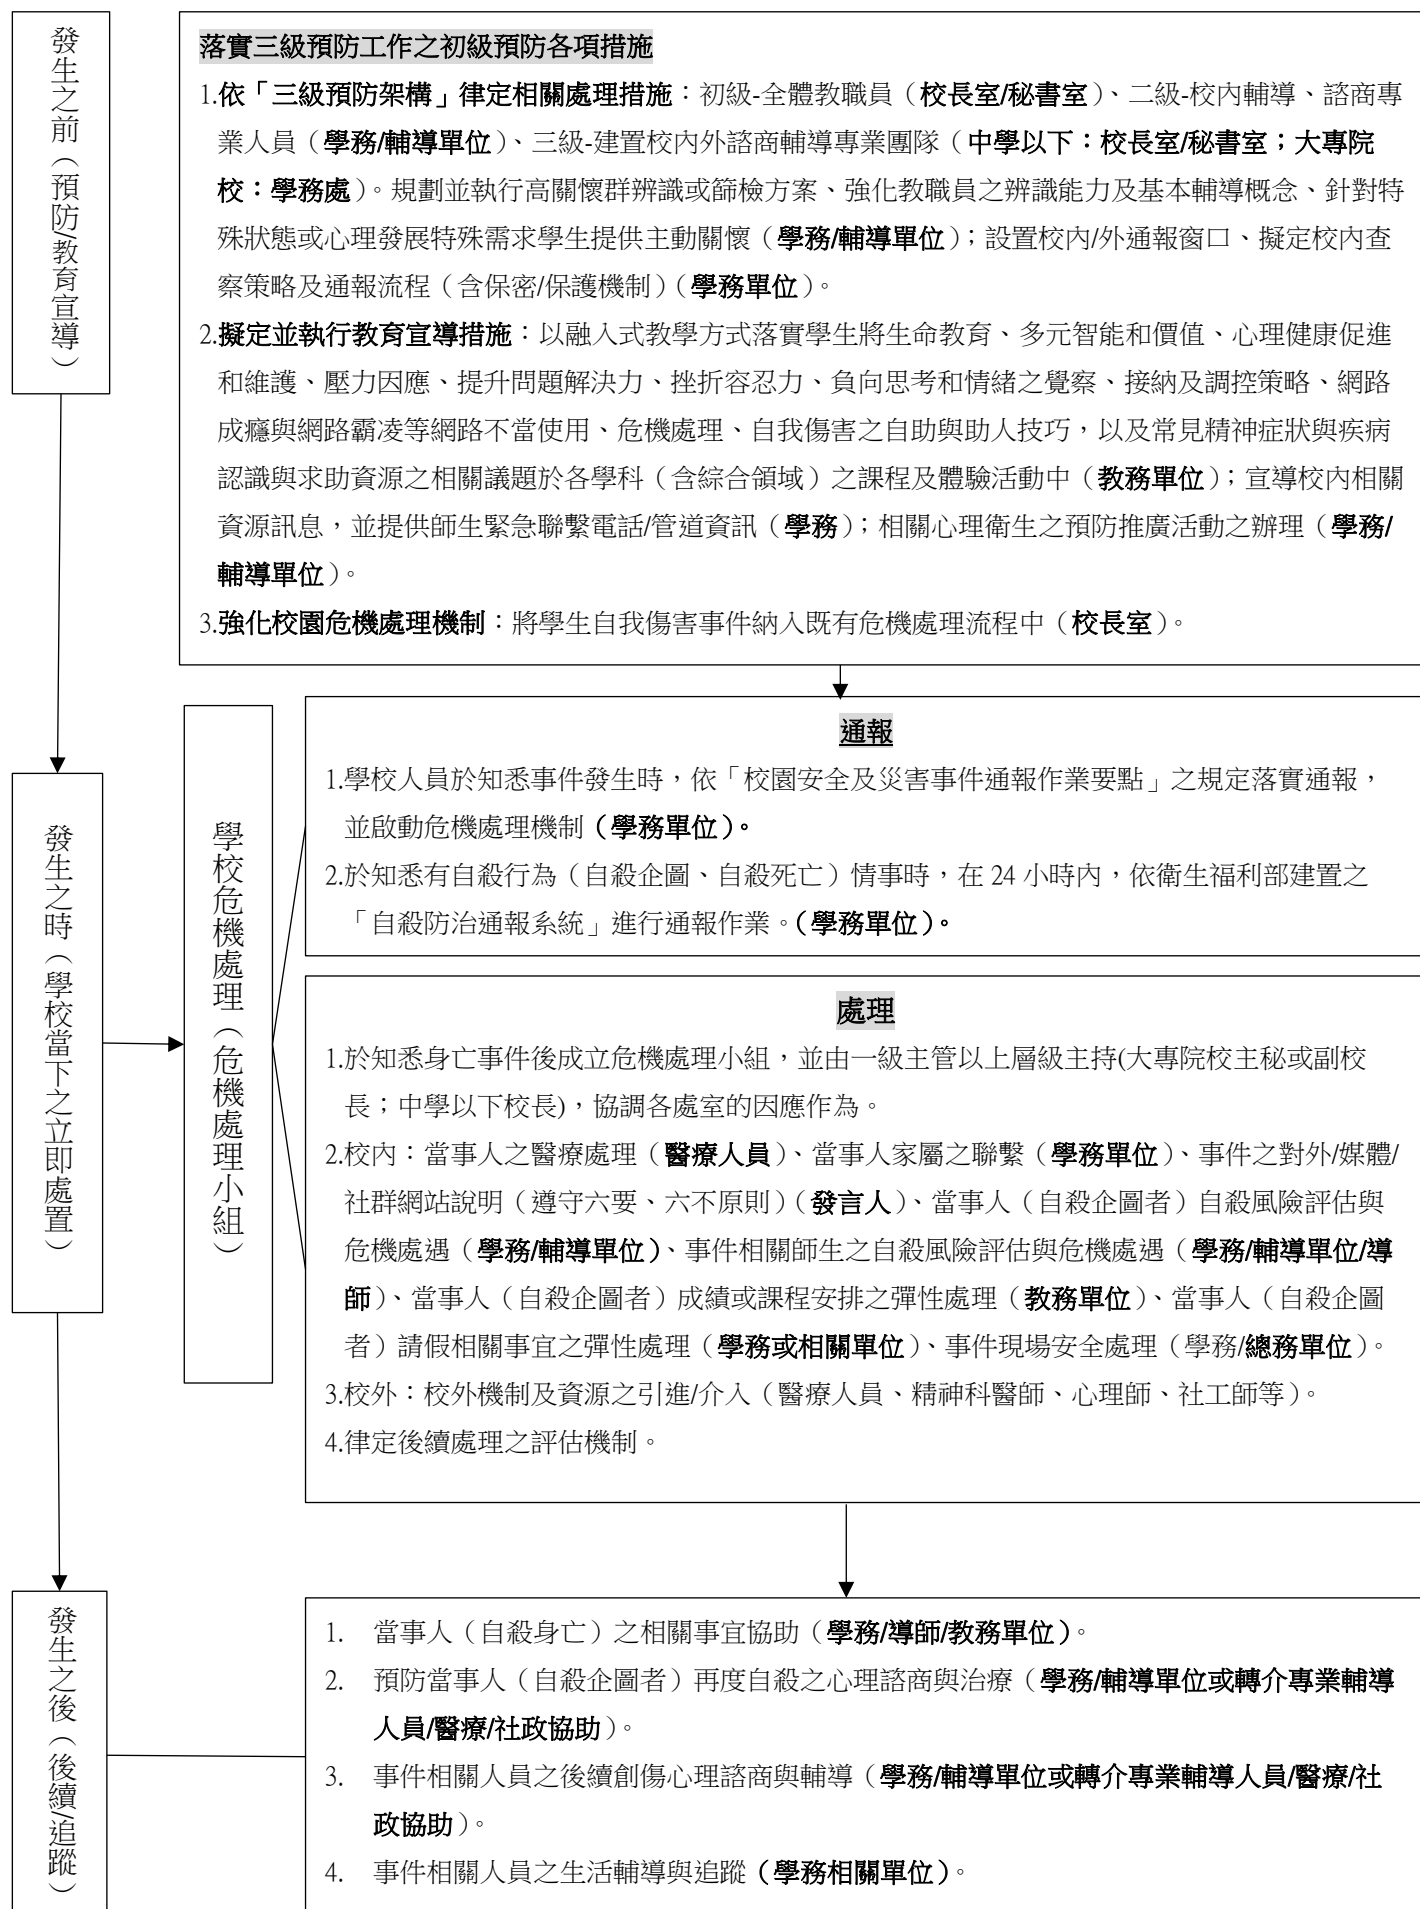 發生之前（預防/教育宣導）
落實三級預防工作之初級預防各項措施
1.依「三級預防架構」律定相關處理措施：初級-全體教職員（校長室/秘書室）、二級-校內輔導、諮商專
業人員（學務/輔導單位）、三級-建置校內外諮商輔導專業團隊（中學以下：校長室/秘書室；大專院
校：學務處）。規劃並執行高關懷群辨識或篩檢方案、強化教職員之辨識能力及基本輔導概念、針對特
殊狀態或心理發展特殊需求學生提供主動關懷（學務/輔導單位）；設置校內/外通報窗口、擬定校內查
察策略及通報流程（含保密/保護機制）（學務單位）。
2.擬定並執行教育宣導措施：以融入式教學方式落實學生將生命教育、多元智能和價值、心理健康促進
和維護、壓力因應、提升問題解決力、挫折容忍力、負向思考和情緒之覺察、接納及調控策略、網路
成癮與網路霸凌等網路不當使用、危機處理、自我傷害之自助與助人技巧，以及常見精神症狀與疾病
認識與求助資源之相關議題於各學科（含綜合領域）之課程及體驗活動中（教務單位）；宣導校內相關
資源訊息，並提供師生緊急聯繫電話/管道資訊（學務）；相關心理衛生之預防推廣活動之辦理（學務/
輔導單位）。
3.強化校園危機處理機制：將學生自我傷害事件納入既有危機處理流程中（校長室）。
發生之時（學校當下之立即處置）
學校危機處理（危機處理小組）
通報
1.學校人員於知悉事件發生時，依「校園安全及災害事件通報作業要點」之規定落實通報，
並啟動危機處理機制（學務單位）。
2.於知悉有自殺行為（自殺企圖、自殺死亡）情事時，在 24 小時內，依衛生福利部建置之
「自殺防治通報系統」進行通報作業。（學務單位）。
處理
1.於知悉身亡事件後成立危機處理小組，並由一級主管以上層級主持(大專院校主秘或副校
長；中學以下校長)，協調各處室的因應作為。
2.校內：當事人之醫療處理（醫療人員）、當事人家屬之聯繫（學務單位）、事件之對外/媒體/
社群網站說明（遵守六要、六不原則）（發言人）、當事人（自殺企圖者）自殺風險評估與
危機處遇（學務/輔導單位）、事件相關師生之自殺風險評估與危機處遇（學務/輔導單位/導
師）、當事人（自殺企圖者）成績或課程安排之彈性處理（教務單位）、當事人（自殺企圖
者）請假相關事宜之彈性處理（學務或相關單位）、事件現場安全處理（學務/總務單位）。
3.校外：校外機制及資源之引進/介入（醫療人員、精神科醫師、心理師、社工師等）。
4.律定後續處理之評估機制。
發生之後（後續/追蹤）
1. 當事人（自殺身亡）之相關事宜協助（學務/導師/教務單位）。
2. 預防當事人（自殺企圖者）再度自殺之心理諮商與治療（學務/輔導單位或轉介專業輔導
人員/醫療/社政協助）。
3. 事件相關人員之後續創傷心理諮商與輔導（學務/輔導單位或轉介專業輔導人員/醫療/社
政協助）。
4. 事件相關人員之生活輔導與追蹤（學務相關單位）。